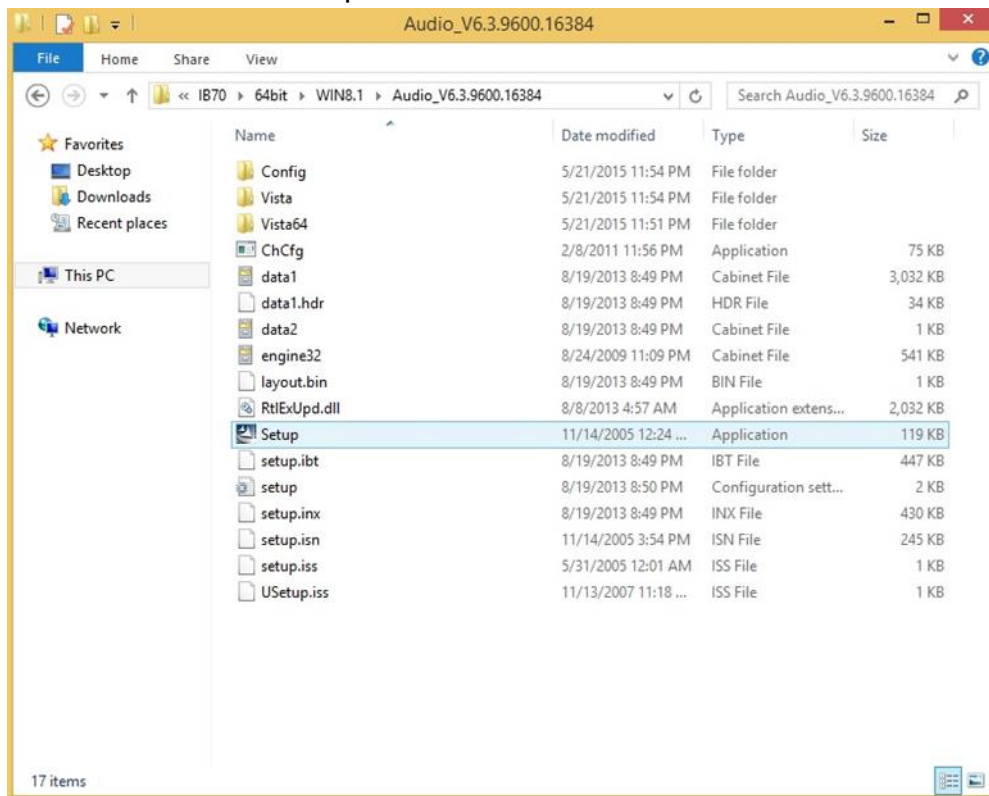 Audio_V6.3.9600.16384
File Home Share View
« IB70 ▸ 64bit ▸ WIN8.1 ▸ Audio_V6.3.9600.16384 Search Audio_V6.3.9600.16384
Favorites
Desktop
Downloads
Recent places
This PC
Network
Name Date modified Type Size
Config 5/21/2015 11:54 PM File folder
Vista 5/21/2015 11:54 PM File folder
Vista64 5/21/2015 11:51 PM File folder
ChCfg 2/8/2011 11:56 PM Application 75 KB
data1 8/19/2013 8:49 PM Cabinet File 3,032 KB
data1.hdr 8/19/2013 8:49 PM HDR File 34 KB
data2 8/19/2013 8:49 PM Cabinet File 1 KB
engine32 8/24/2009 11:09 PM Cabinet File 541 KB
layout.bin 8/19/2013 8:49 PM BIN File 1 KB
RtlExUpd.dll 8/8/2013 4:57 AM Application extens... 2,032 KB
Setup 11/14/2005 12:24 ... Application 119 KB
setup.ibt 8/19/2013 8:49 PM IBT File 447 KB
setup 8/19/2013 8:50 PM Configuration sett... 2 KB
setup.inx 8/19/2013 8:49 PM INX File 430 KB
setup.isn 11/14/2005 3:54 PM ISN File 245 KB
setup.iss 5/31/2005 12:01 AM ISS File 1 KB
USetup.iss 11/13/2007 11:18 ... ISS File 1 KB
17 items